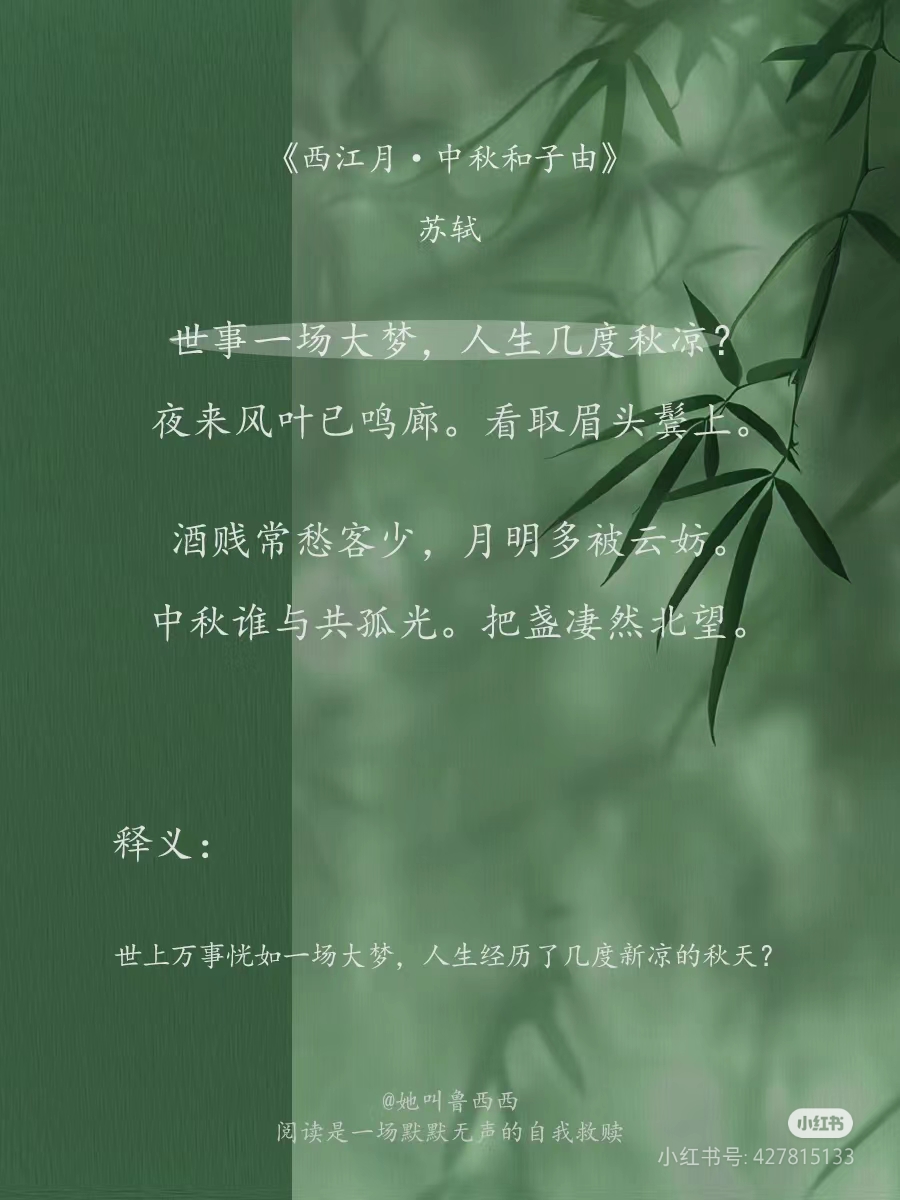 《西江月·中秋和子由》
苏轼
世事一场大梦，人生几度秋凉？
夜来风叶已鸣廊。看取眉头鬓上。
酒贱常愁客少，月明多被云妨。
中秋谁与共孤光。把盏凄然北望。
释义：
世上万事恍如一场大梦，人生经历了几度新凉的秋天？
@她叫鲁西西
阅读是一场默默无声的自我救赎
小红书
小红书号: 427815133